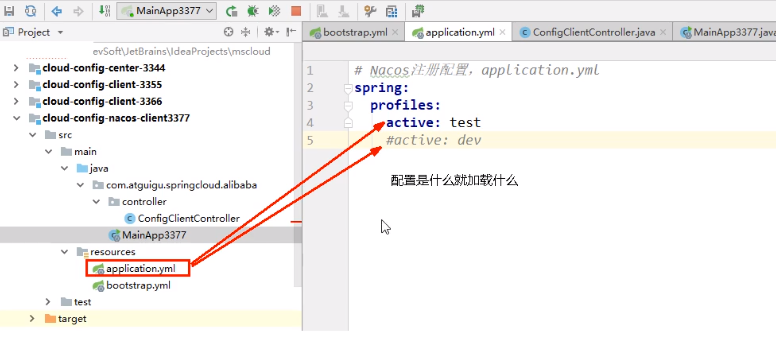 MainApp3377
Project
bootstrap.yml
application.yml
ConfigClientController.java
MainApp3377.java
evSoft\JetBrains\IdeaProjects\mscloud
cloud-config-center-3344
cloud-config-client-3355
cloud-config-client-3366
cloud-config-nacos-client3377
src
main
java
com.atguigu.springcloud.alibaba
controller
ConfigClientController
MainApp3377
resources
application.yml
bootstrap.yml
test
target
1 # Nacos注册配置，application.yml
2 spring:
3 profiles:
4 active: test
5 #active: dev
配置是什么就加载什么